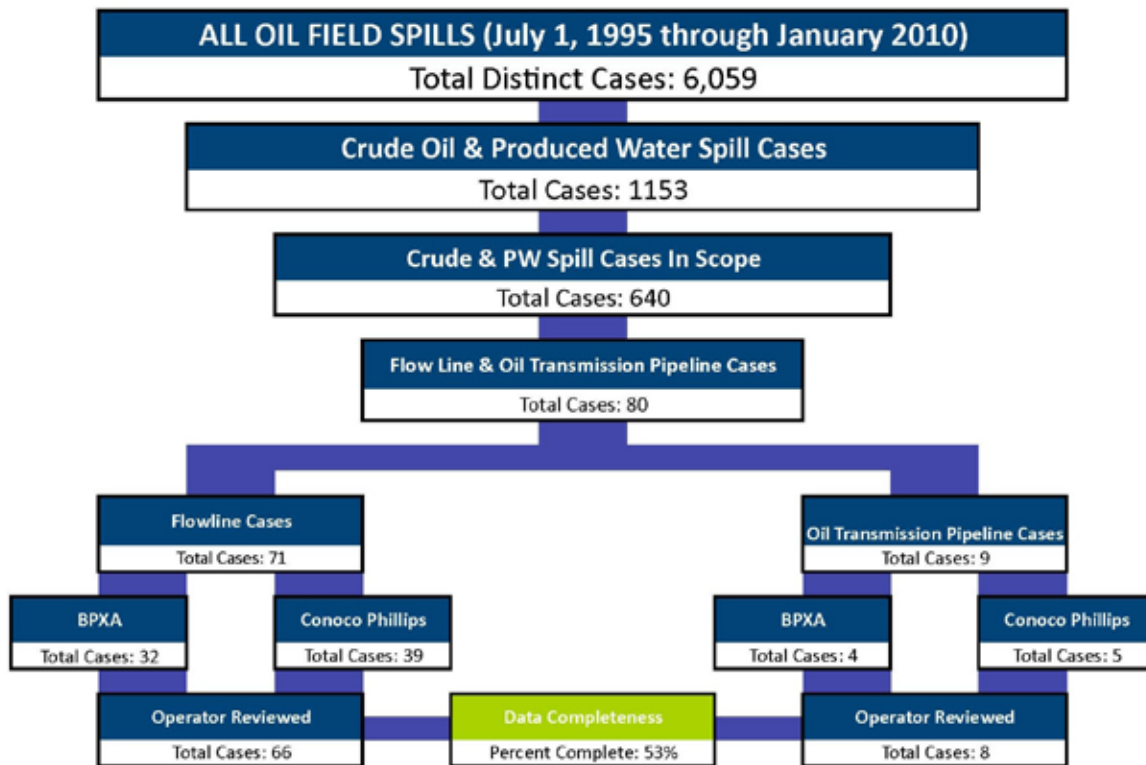 ALL OIL FIELD SPILLS (July 1, 1995 through January 2010)
Total Distinct Cases: 6,059
Crude Oil & Produced Water Spill Cases
Total Cases: 1153
Crude & PW Spill Cases In Scope
Total Cases: 640
Flow Line & Oil Transmission Pipeline Cases
Total Cases: 80
Flowline Cases
Total Cases: 71
Oil Transmission Pipeline Cases
Total Cases: 9
BPXA
Total Cases: 32
Conoco Phillips
Total Cases: 39
BPXA
Total Cases: 4
Conoco Phillips
Total Cases: 5
Operator Reviewed
Total Cases: 66
Data Completeness
Percent Complete: 53%
Operator Reviewed
Total Cases: 8